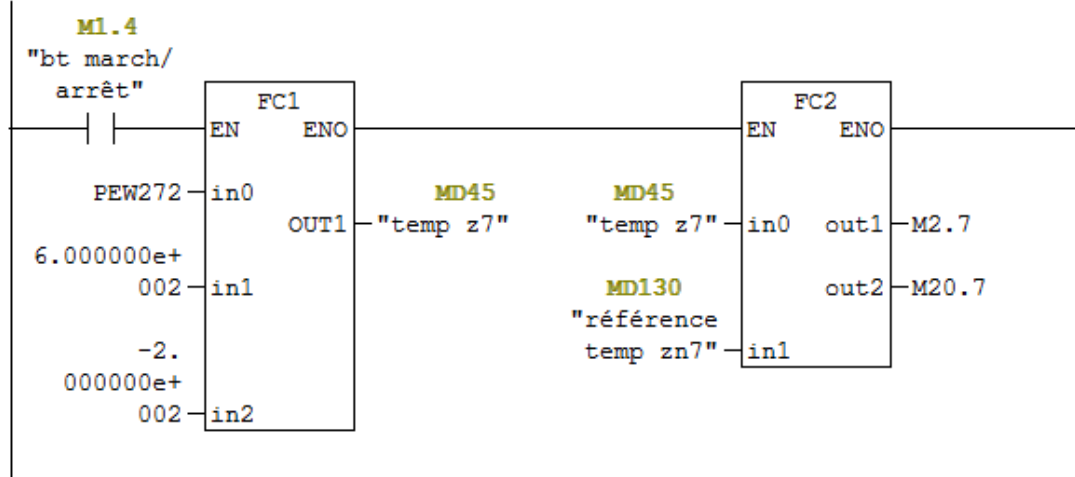 M1.4
"bt march/
arrêt"
FC1
EN ENO
PEW272 in0
OUT1
6.000000e+
002 in1
-2.
000000e+
002 in2
MD45
"temp z7"
FC2
EN ENO
MD45
"temp z7" in0
out1 M2.7
out2 M20.7
MD130
"référence
temp zn7" in1